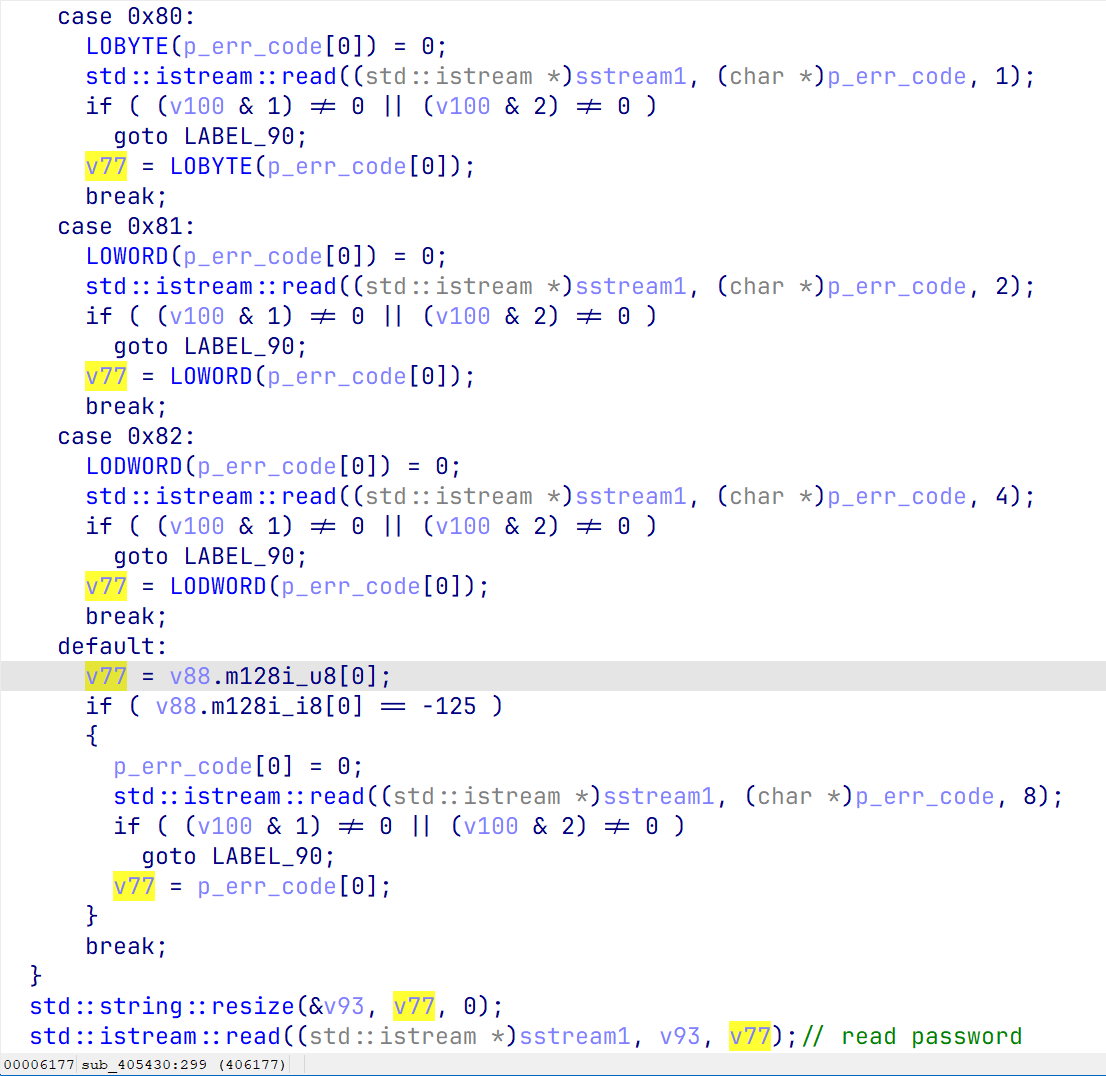 case 0x80:
LOBYTE(p_err_code[0]) = 0;
std::istream::read((std::istream *)sstream1, (char *)p_err_code, 1);
if ( (v100 & 1) ≠ 0 || (v100 & 2) ≠ 0 )
goto LABEL_90;
v77 = LOBYTE(p_err_code[0]);
break;
case 0x81:
LOWORD(p_err_code[0]) = 0;
std::istream::read((std::istream *)sstream1, (char *)p_err_code, 2);
if ( (v100 & 1) ≠ 0 || (v100 & 2) ≠ 0 )
goto LABEL_90;
v77 = LOWORD(p_err_code[0]);
break;
case 0x82:
LODWORD(p_err_code[0]) = 0;
std::istream::read((std::istream *)sstream1, (char *)p_err_code, 4);
if ( (v100 & 1) ≠ 0 || (v100 & 2) ≠ 0 )
goto LABEL_90;
v77 = LODWORD(p_err_code[0]);
break;
default:
v77 = v88.m128i_u8[0];
if ( v88.m128i_i8[0] == -125 )
{
p_err_code[0] = 0;
std::istream::read((std::istream *)sstream1, (char *)p_err_code, 8);
if ( (v100 & 1) ≠ 0 || (v100 & 2) ≠ 0 )
goto LABEL_90;
v77 = p_err_code[0];
}
break;
}
std::string::resize(&v93, v77, 0);
std::istream::read((std::istream *)sstream1, v93, v77);// read password
00006177 sub_405430:299 (406177)